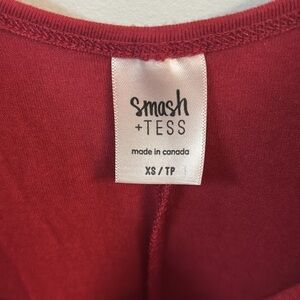 smash
+TESS
made in canada
XS / TP